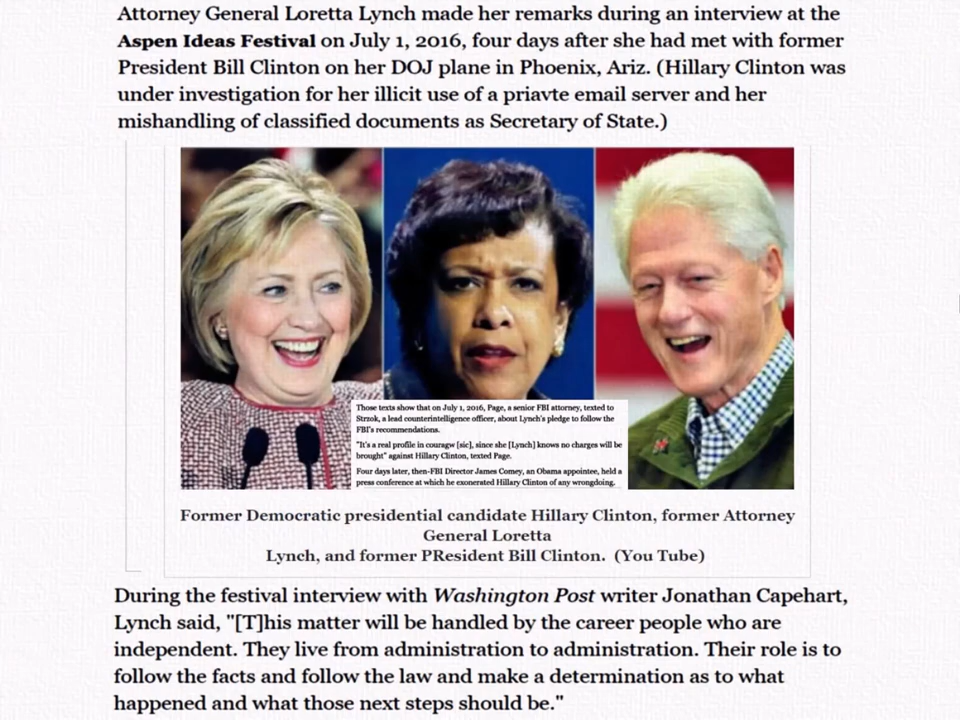 Attorney General Loretta Lynch made her remarks during an interview at the
Aspen Ideas Festival on July 1, 2016, four days after she had met with former
President Bill Clinton on her DOJ plane in Phoenix, Ariz. (Hillary Clinton was
under investigation for her illicit use of a priavte email server and her
mishandling of classified documents as Secretary of State.)
Those texts show that on July 1, 2016, Page, a senior FBI attorney, texted to
Strzok, a lead counterintelligence officer, about Lynch's pledge to follow the
FBI's recommendations.
"It's a real profile in couragw [sic], since she [Lynch] knows no charges will be
brought" against Hillary Clinton, texted Page.
Four days later, then-FBI Director James Comey, an Obama appointee, held a
press conference at which he exonerated Hillary Clinton of any wrongdoing.
Former Democratic presidential candidate Hillary Clinton, former Attorney
General Loretta
Lynch, and former PResident Bill Clinton. (You Tube)
During the festival interview with Washington Post writer Jonathan Capehart,
Lynch said, "[T]his matter will be handled by the career people who are
independent. They live from administration to administration. Their role is to
follow the facts and follow the law and make a determination as to what
happened and what those next steps should be."